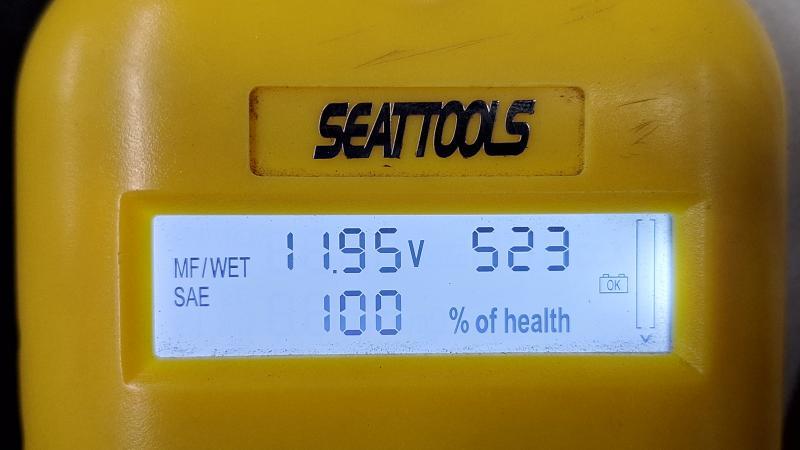 SEATTOOLS
MF/WET 11.95V 523
SAE
OK
100 % of health